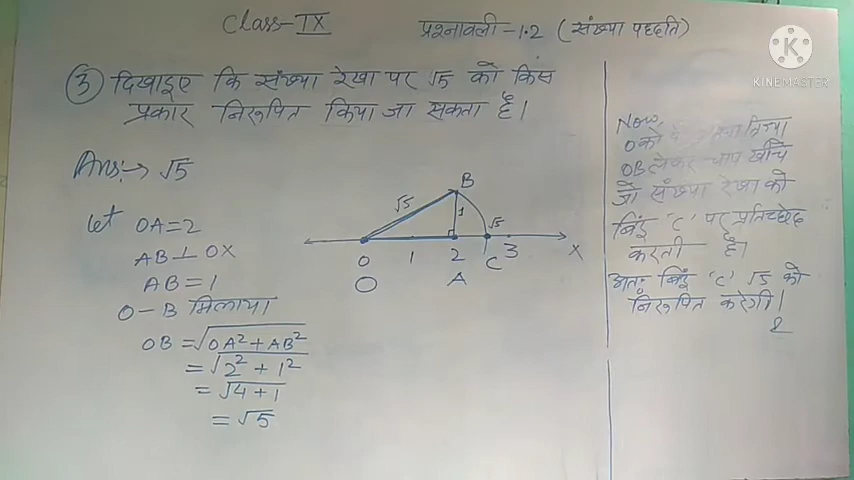 Class-IX
प्रश्नावली-1.2 (संख्या पद्धति)
KINEMASTER
③ दिखाइए कि संख्या रेखा पर √5 को किस
प्रकार निरूपित किया जा सकता है।
Ans:→ √5
Let OA=2
AB⊥OX
AB=1
O-B मिलाया
OB=√OA²+AB²
=√2²+1²
=√4+1
=√5
B
√5
1
√5
0 1 2 C 3 X
O A
Now,
O को
OB लेकर चाप खींचे
जो संख्या रेखा को
बिंदु 'C' पर प्रतिच्छेद
करती है।
अतः बिंदु 'C' √5 को
निरूपित करेगी।